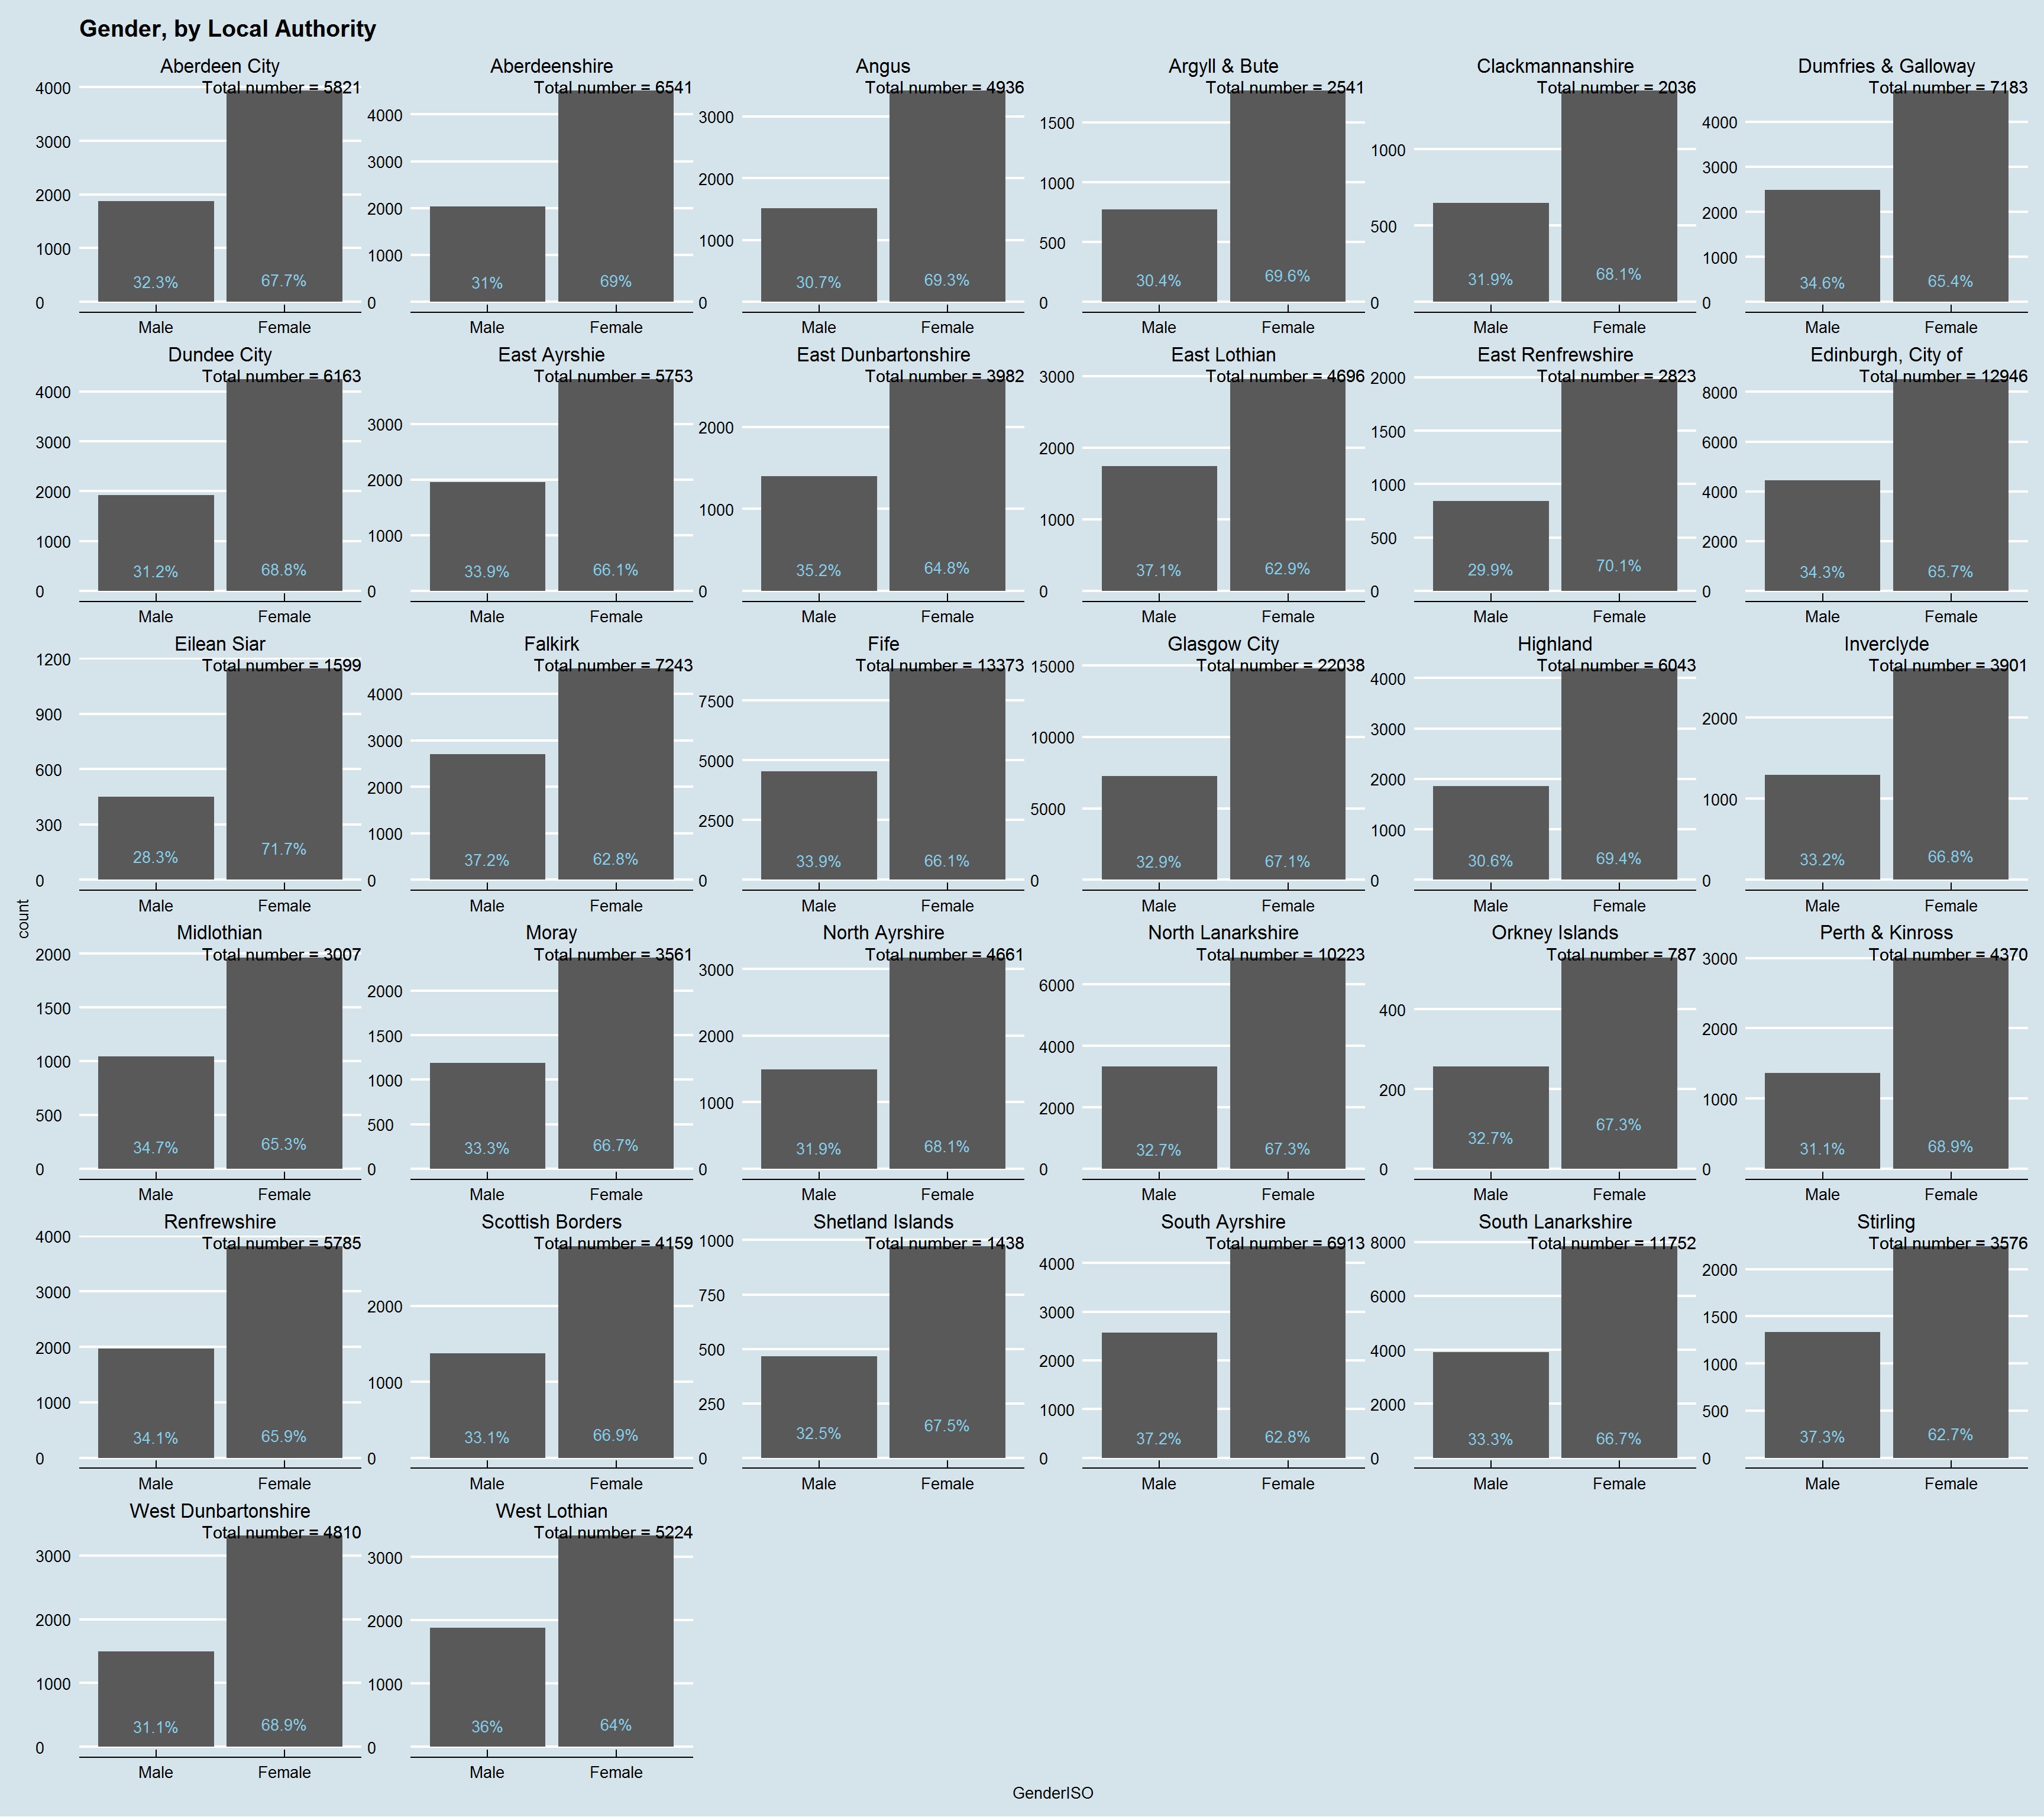 Gender, by Local Authority
Aberdeen City
Total number = 5821
4000
3000
2000
1000
0
32.3%
67.7%
Male
Female
Aberdeenshire
Total number = 6541
4000
3000
2000
1000
0
31%
69%
Male
Female
Angus
Total number = 4936
3000
2000
1000
0
30.7%
69.3%
Male
Female
Argyll & Bute
Total number = 2541
1500
1000
500
0
30.4%
69.6%
Male
Female
Clackmannanshire
Total number = 2036
1000
500
0
31.9%
68.1%
Male
Female
Dumfries & Galloway
Total number = 7183
4000
3000
2000
1000
0
34.6%
65.4%
Male
Female
Dundee City
Total number = 6163
4000
3000
2000
1000
0
31.2%
68.8%
Male
Female
East Ayrshie
Total number = 5753
3000
2000
1000
0
33.9%
66.1%
Male
Female
East Dunbartonshire
Total number = 3982
2000
1000
0
35.2%
64.8%
Male
Female
East Lothian
Total number = 4696
3000
2000
1000
0
37.1%
62.9%
Male
Female
East Renfrewshire
Total number = 2823
2000
1500
1000
500
0
29.9%
70.1%
Male
Female
Edinburgh, City of
Total number = 12946
8000
6000
4000
2000
0
34.3%
65.7%
Male
Female
Eilean Siar
Total number = 1599
1200
900
600
300
0
28.3%
71.7%
Male
Female
Falkirk
Total number = 7243
4000
3000
2000
1000
0
37.2%
62.8%
Male
Female
Fife
Total number = 13373
7500
5000
2500
0
33.9%
66.1%
Male
Female
Glasgow City
Total number = 22038
15000
10000
5000
0
32.9%
67.1%
Male
Female
Highland
Total number = 6043
4000
3000
2000
1000
0
30.6%
69.4%
Male
Female
Inverclyde
Total number = 3901
2000
1000
0
33.2%
66.8%
Male
Female
count
Midlothian
Total number = 3007
2000
1500
1000
500
0
34.7%
65.3%
Male
Female
Moray
Total number = 3561
2000
1500
1000
500
0
33.3%
66.7%
Male
Female
North Ayrshire
Total number = 4661
3000
2000
1000
0
31.9%
68.1%
Male
Female
North Lanarkshire
Total number = 10223
6000
4000
2000
0
32.7%
67.3%
Male
Female
Orkney Islands
Total number = 787
400
200
0
32.7%
67.3%
Male
Female
Perth & Kinross
Total number = 4370
3000
2000
1000
0
31.1%
68.9%
Male
Female
Renfrewshire
Total number = 5785
4000
3000
2000
1000
0
34.1%
65.9%
Male
Female
Scottish Borders
Total number = 4159
2000
1000
0
33.1%
66.9%
Male
Female
Shetland Islands
Total number = 1438
1000
750
500
250
0
32.5%
67.5%
Male
Female
South Ayrshire
Total number = 6913
4000
3000
2000
1000
0
37.2%
62.8%
Male
Female
South Lanarkshire
Total number = 11752
8000
6000
4000
2000
0
33.3%
66.7%
Male
Female
Stirling
Total number = 3576
2000
1500
1000
500
0
37.3%
62.7%
Male
Female
West Dunbartonshire
Total number = 4810
3000
2000
1000
0
31.1%
68.9%
Male
Female
West Lothian
Total number = 5224
3000
2000
1000
0
36%
64%
Male
Female
GenderISO